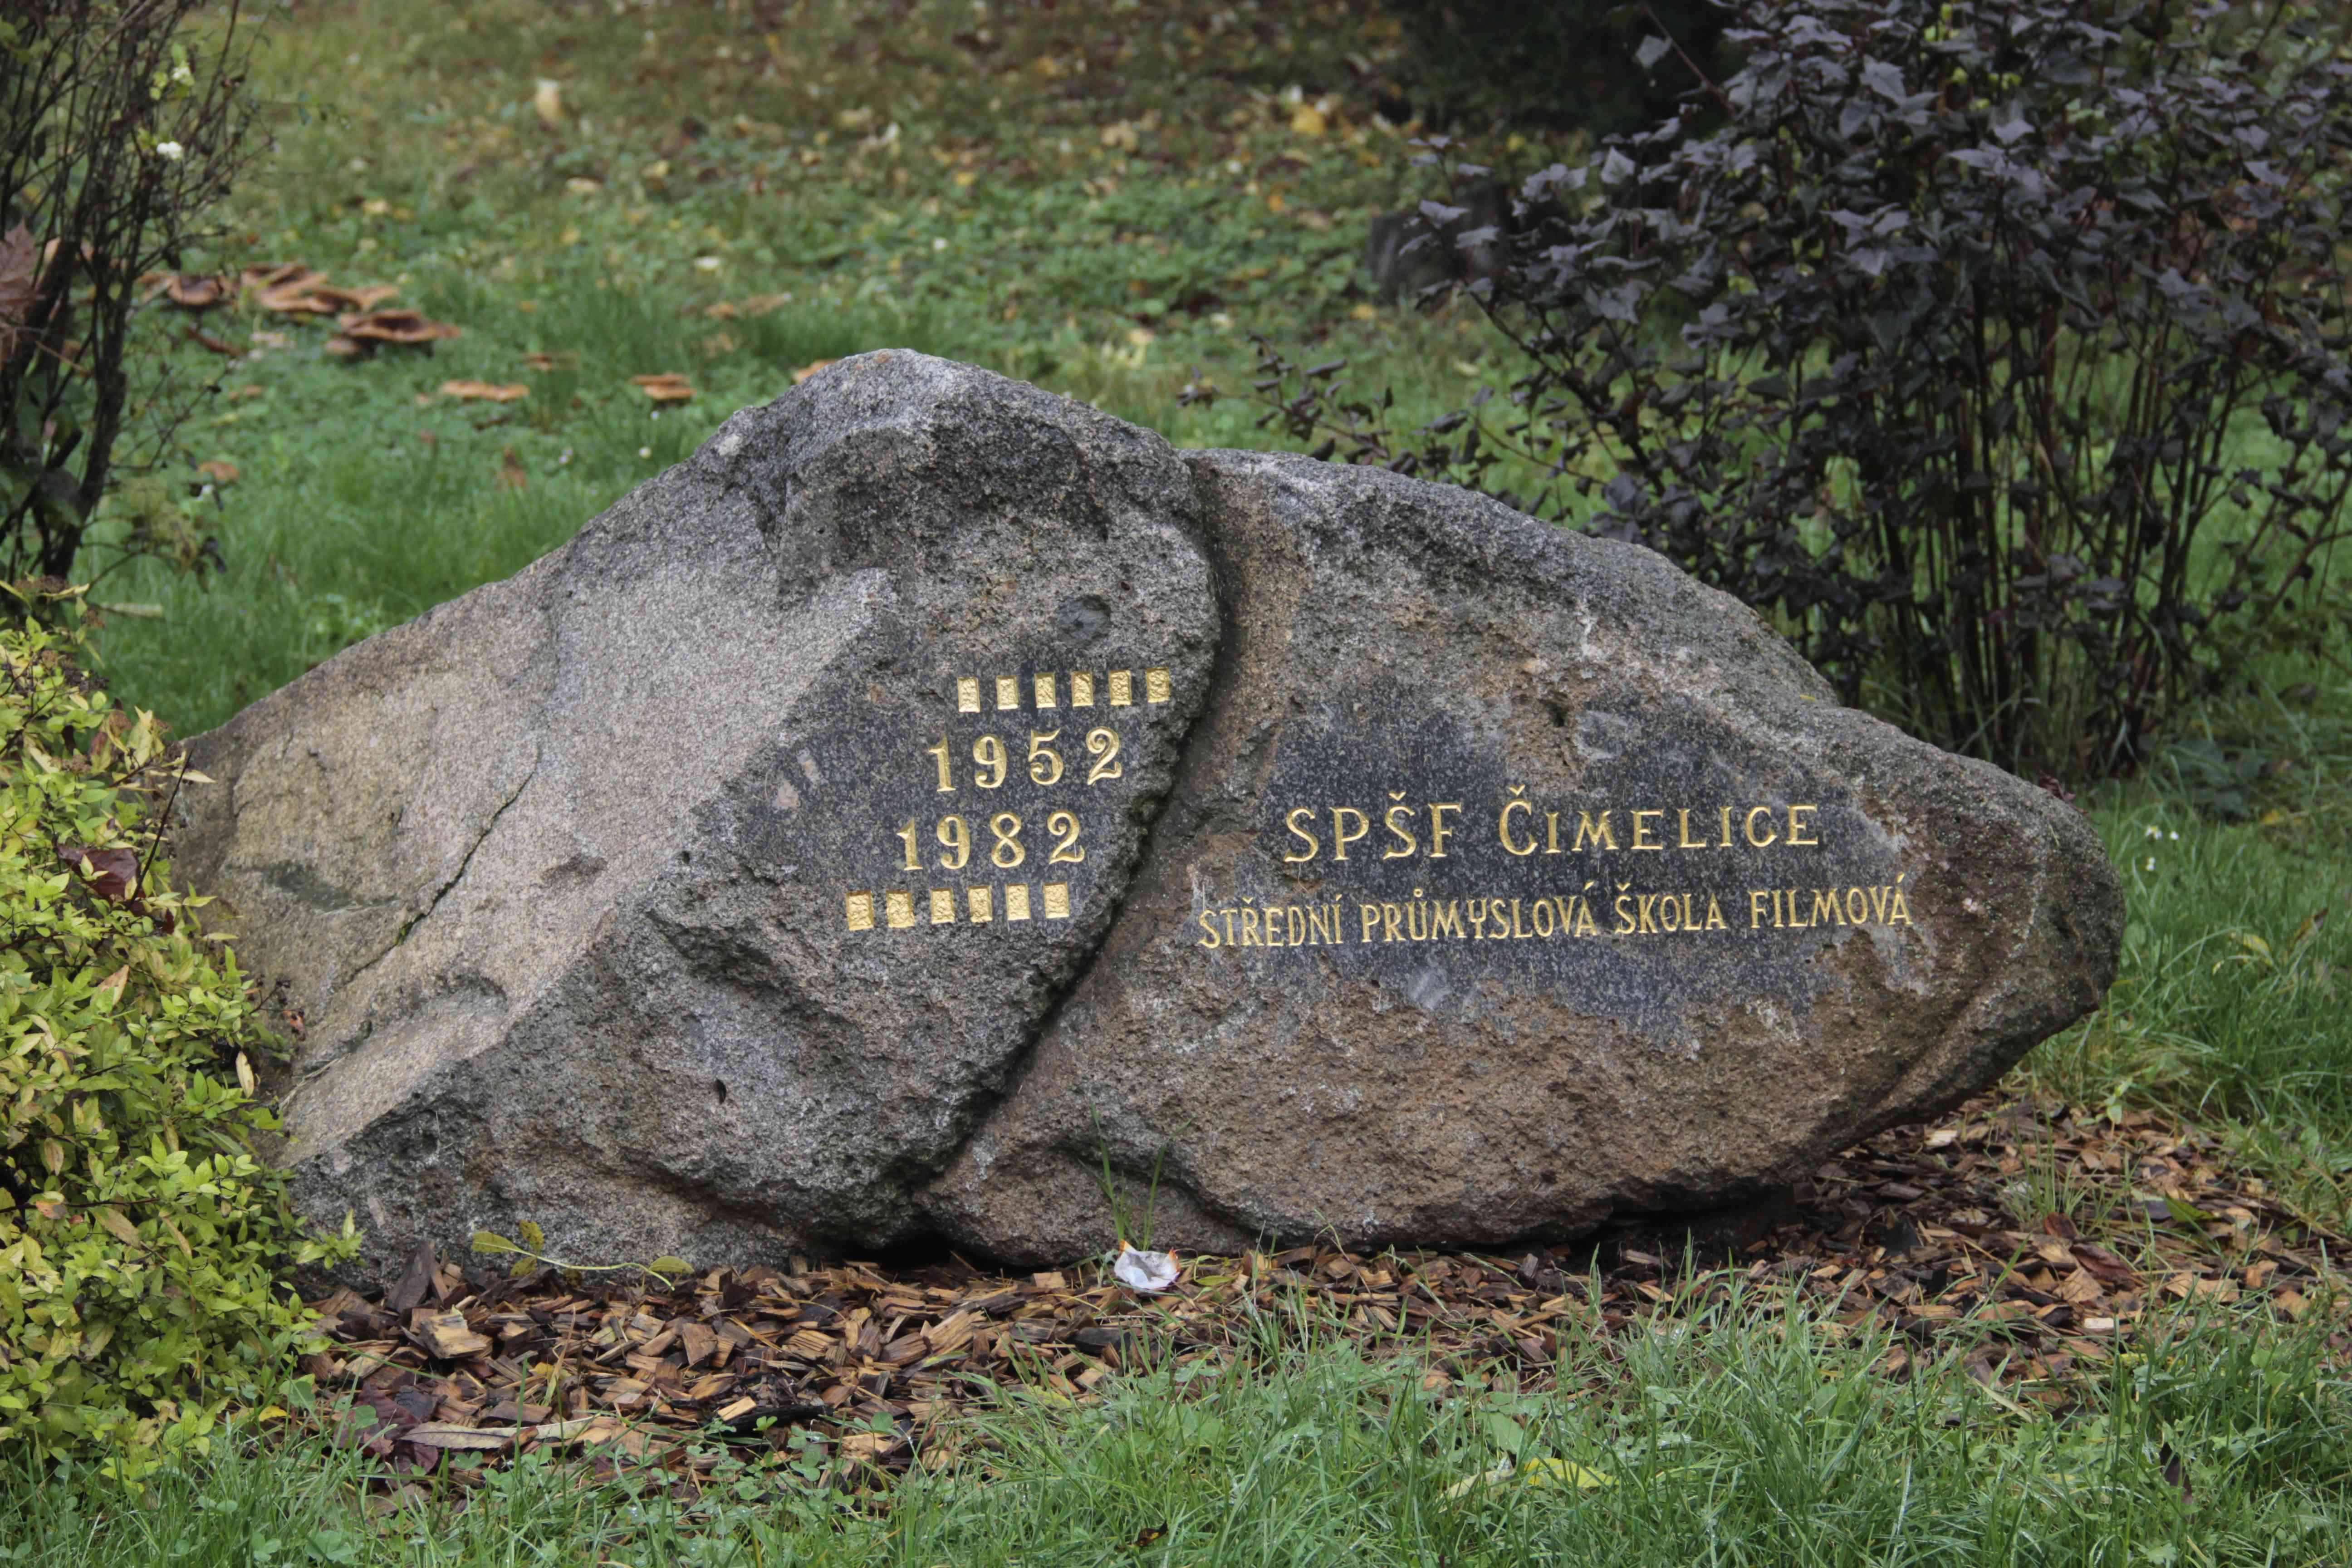 1952
1982
SPŠF ČIMELICE
STŘEDNÍ PRŮMYSLOVÁ ŠKOLA FILMOVÁ